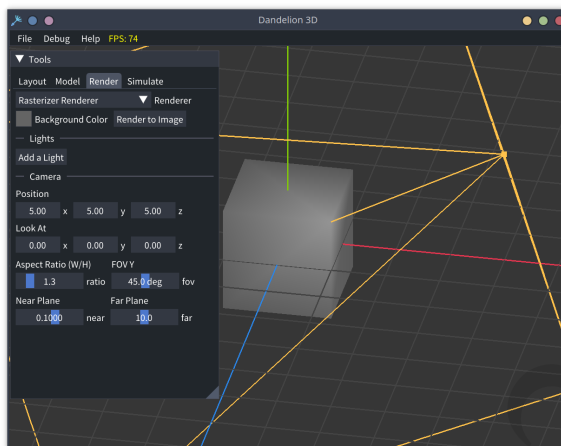 Dandelion 3D
File Debug Help FPS: 74
Tools
Layout Model Render Simulate
Rasterizer Renderer Renderer
Background Color Render to Image
Lights
Add a Light
Camera
Position
5.00 x 5.00 y 5.00 z
Look At
0.00 x 0.00 y 0.00 z
Aspect Ratio (W/H) FOV Y
1.3 ratio 45.0 deg fov
Near Plane Far Plane
0.1000 near 10.0 far